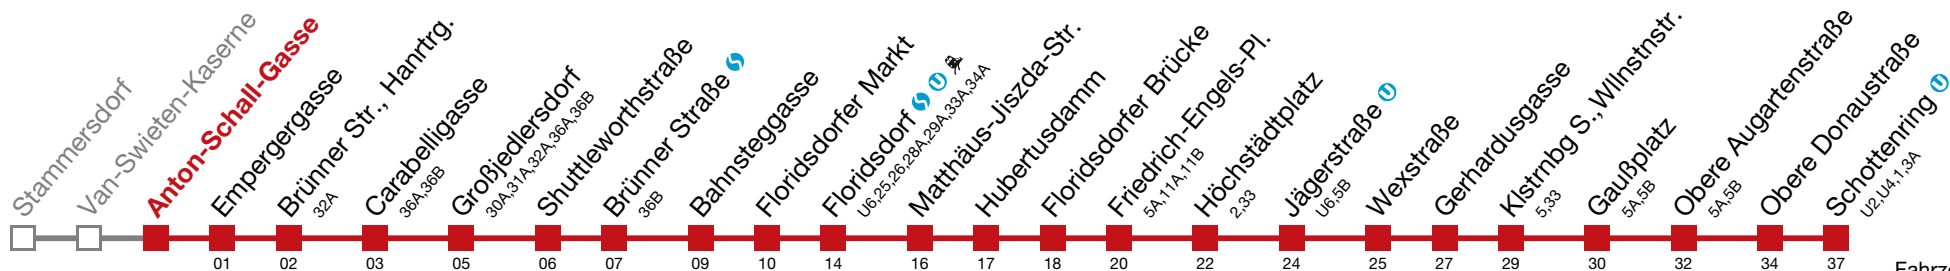 Stammersdorf
Van-Swieten-Kaserne
Anton-Schall-Gasse
Empergergasse
01
Brünner Str., Hanrtrg.
32A
02
Carabelligasse
36A,36B
03
Großjedlersdorf
30A,31A,32A,36A,36B
05
Shuttleworthstraße
06
Brünner Straße
36B
07
Bahnsteggasse
09
Floridsdorfer Markt
10
Floridsdorf U
U6,25,26,28A,29A,33A,34A
14
Matthäus-Jiszda-Str.
16
Hubertusdamm
17
Floridsdorfer Brücke
18
Friedrich-Engels-Pl.
5A,11A,11B
20
Höchstädtplatz
2,33
22
Jägerstraße U
U6,5B
24
Wexstraße
25
Gerhardusgasse
27
Klstrnbg S., Wllnstnstr.
5,33
29
Gaußplatz
5A,5B
30
Obere Augartenstraße
5A,5B
32
Obere Donaustraße
34
Schottenring U
U2,U4,1,3A
37